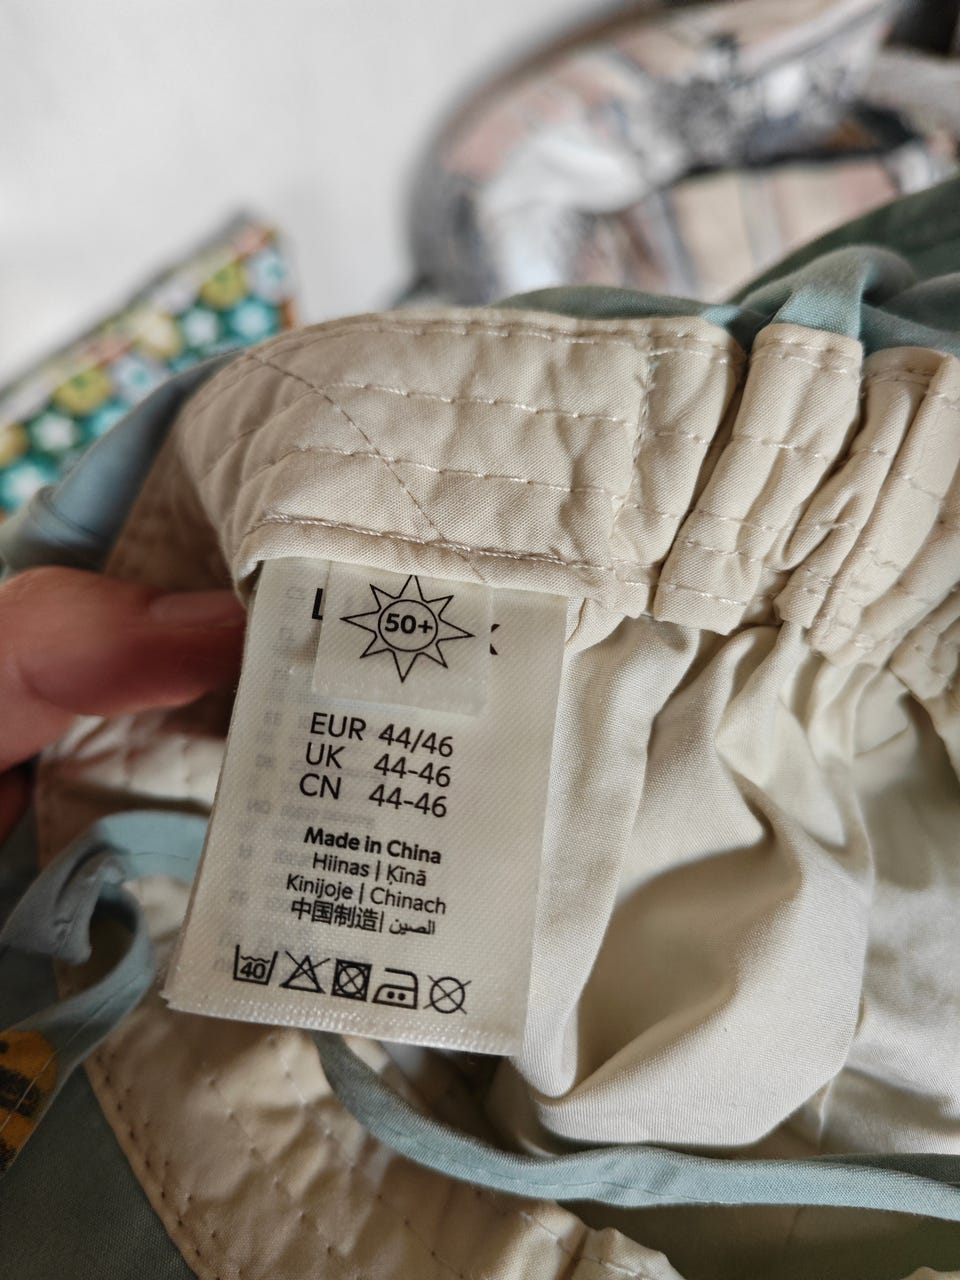 50+
EUR 44/46
UK 44-46
CN 44-46
Made in China
Hiinas | Ķīnā
Kinijoje | Chinach
中国制造| الصين
40